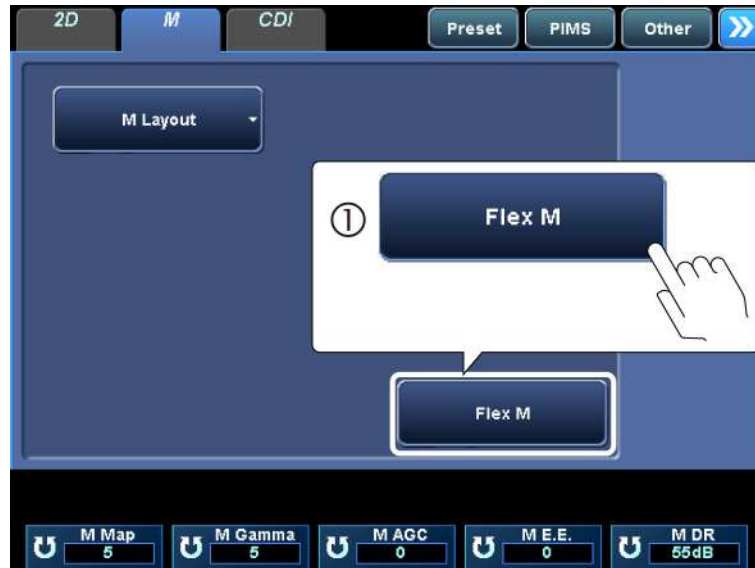 2D M CDI Preset PIMS Other »
M Layout
① Flex M
Flex M
M Map M Gamma M AGC M E.E. M DR
5 5 0 0 55dB